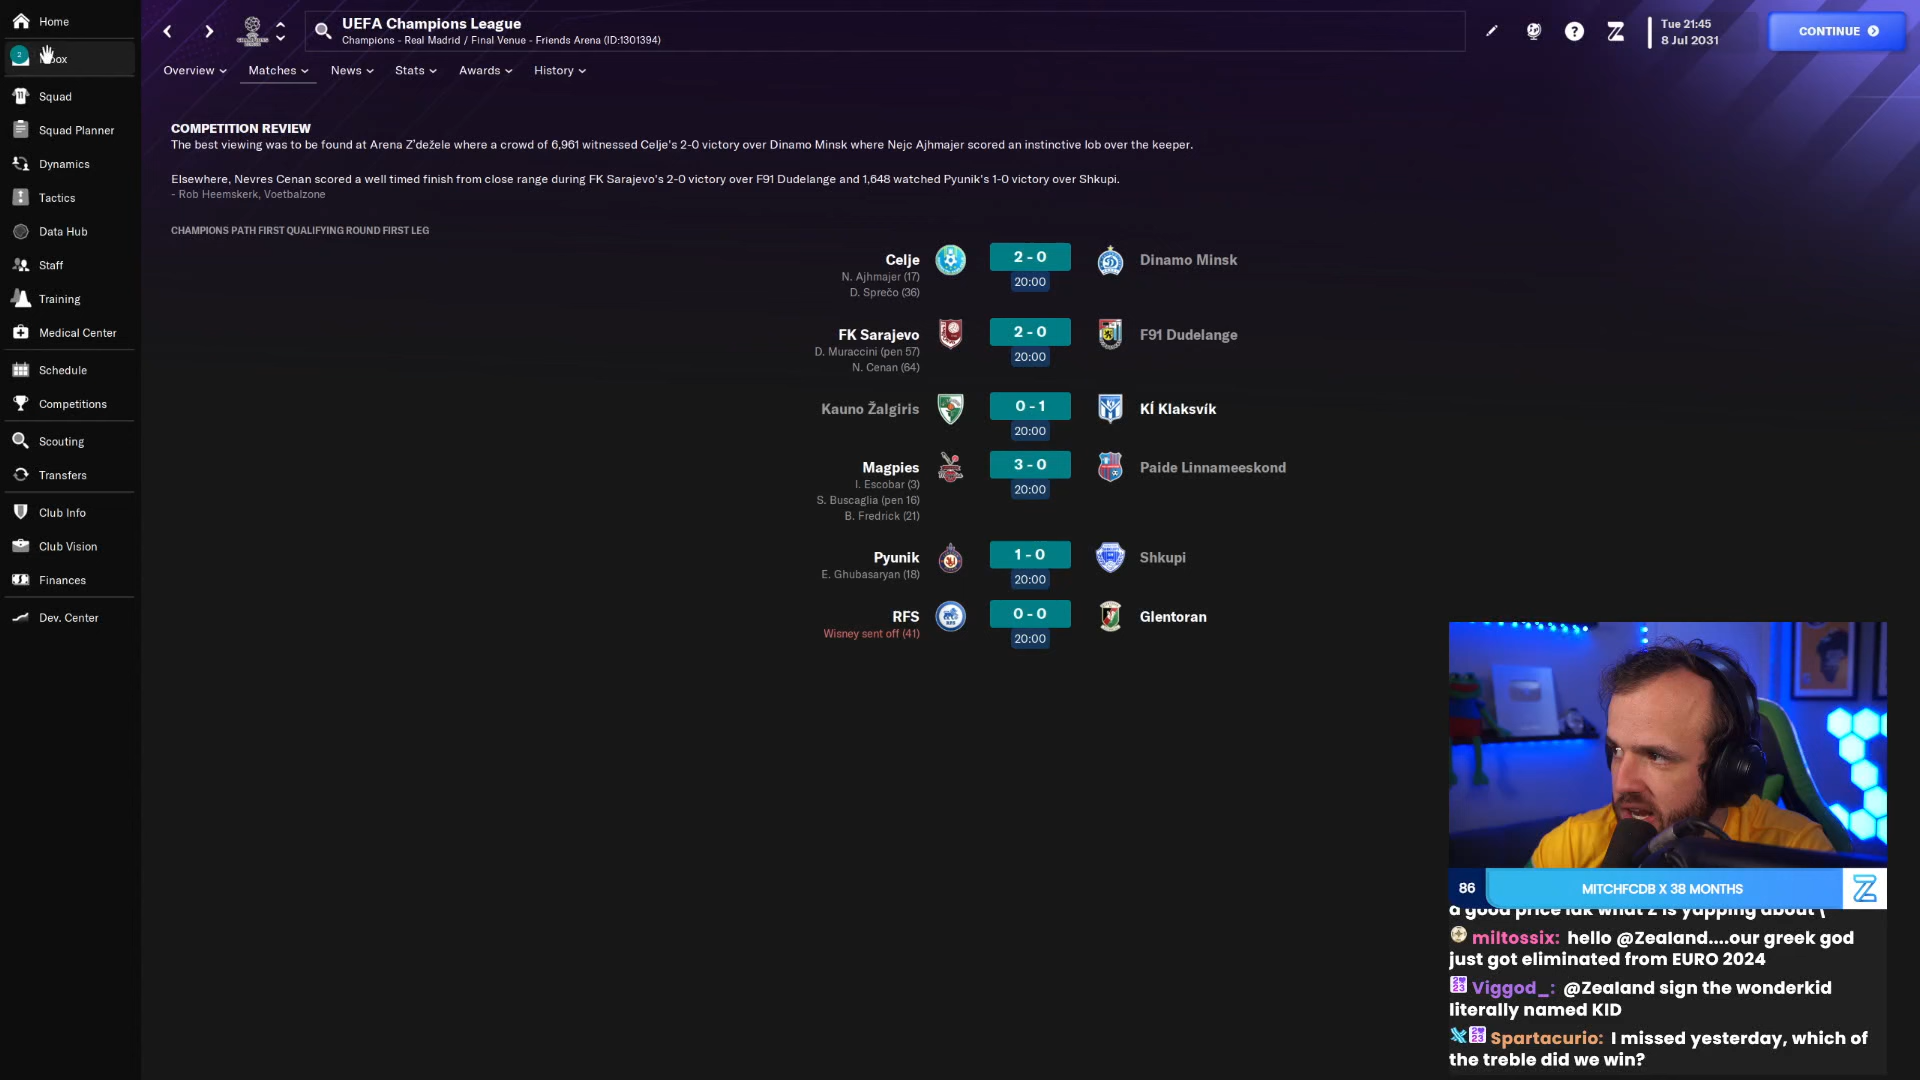 Home
UEFA Champions League
Champions - Real Madrid / Final Venue - Friends Arena (ID:1301394)
Tue 21:45
8 Jul 2031
CONTINUE
2
Overview
Matches
News
Stats
Awards
History
Squad
Squad Planner
Dynamics
Tactics
Data Hub
Staff
Training
Medical Center
Schedule
Competitions
Scouting
Transfers
Club Info
Club Vision
Finances
Dev. Center
COMPETITION REVIEW
The best viewing was to be found at Arena Z'dežele where a crowd of 6,961 witnessed Celje's 2-0 victory over Dinamo Minsk where Nejc Ajhmajer scored an instinctive lob over the keeper.
Elsewhere, Nevres Cenan scored a well timed finish from close range during FK Sarajevo's 2-0 victory over F91 Dudelange and 1,648 watched Pyunik's 1-0 victory over Shkupi.
- Rob Heemskerk, Voetbalzone
CHAMPIONS PATH FIRST QUALIFYING ROUND FIRST LEG
Celje 2 - 0 Dinamo Minsk
N. Ajhmajer (17) 20:00
D. Sprečo (36)
FK Sarajevo 2 - 0 F91 Dudelange
D. Muraccini (pen 57) 20:00
N. Cenan (64)
Kauno Žalgiris 0 - 1 KÍ Klaksvík
20:00
Magpies 3 - 0 Paide Linnameeskond
I. Escobar (3) 20:00
S. Buscaglia (pen 16)
B. Fredrick (21)
Pyunik 1 - 0 Shkupi
E. Ghubasaryan (18) 20:00
RFS 0 - 0 Glentoran
Wisney sent off (41) 20:00
86 MITCHFCDB X 38 MONTHS
a good price idk what Z is yapping about \
miltossix: hello @Zealand....our greek god
just got eliminated from EURO 2024
Viggod_: @Zealand sign the wonderkid
literally named KID
Spartacurio: I missed yesterday, which of
the treble did we win?